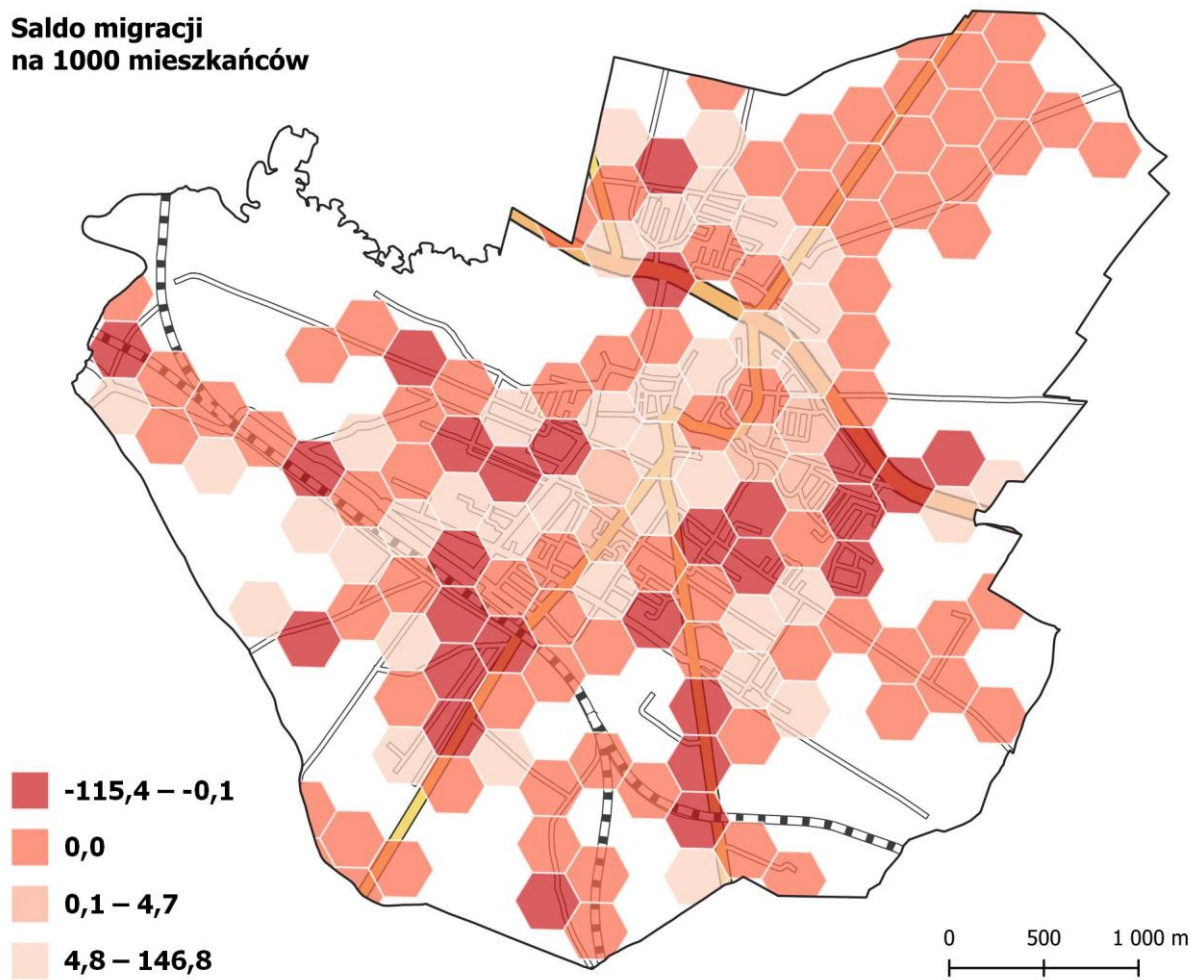 Saldo migracji
na 1000 mieszkańców
-115,4 – -0,1
0,0
0,1 – 4,7
4,8 – 146,8
0 500 1 000 m